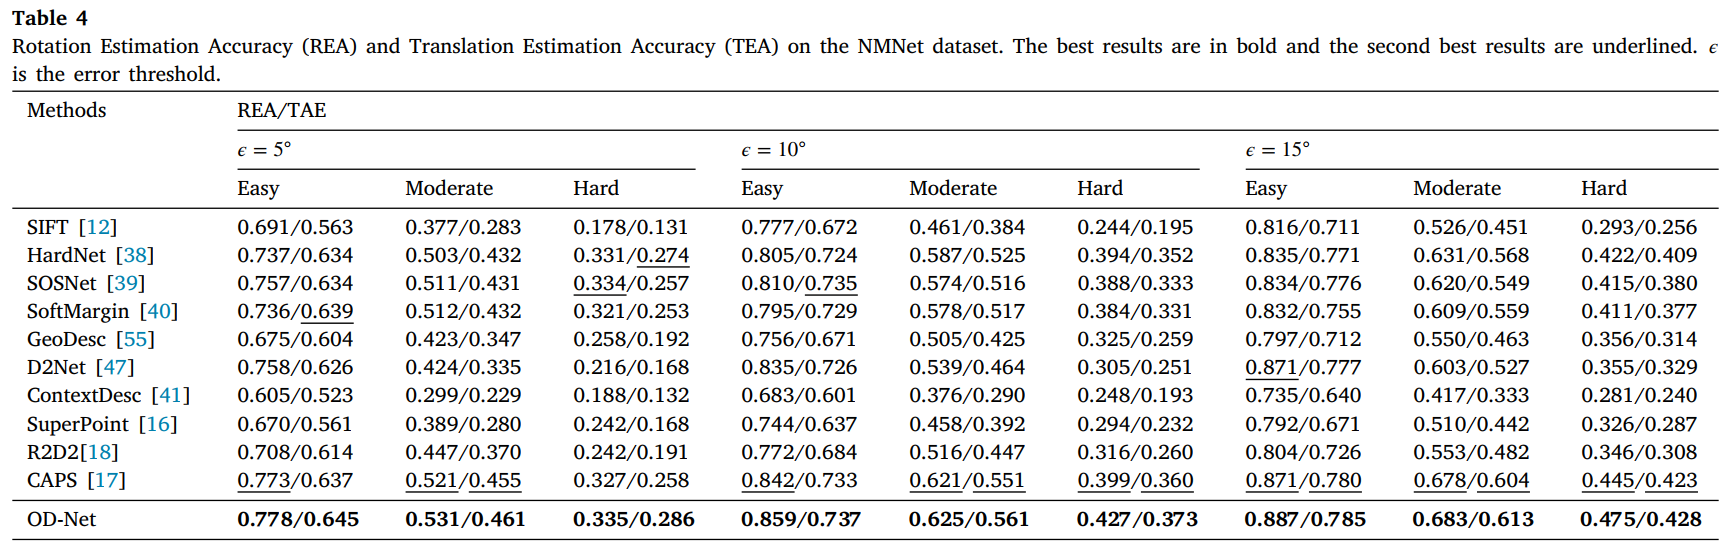 Table 4
Rotation Estimation Accuracy (REA) and Translation Estimation Accuracy (TEA) on the NMNet dataset. The best results are in bold and the second best results are underlined. ϵ
is the error threshold.
Methods REA/TAE
ϵ = 5° ϵ = 10° ϵ = 15°
Easy Moderate Hard Easy Moderate Hard Easy Moderate Hard
SIFT [12] 0.691/0.563 0.377/0.283 0.178/0.131 0.777/0.672 0.461/0.384 0.244/0.195 0.816/0.711 0.526/0.451 0.293/0.256
HardNet [38] 0.737/0.634 0.503/0.432 0.331/0.274 0.805/0.724 0.587/0.525 0.394/0.352 0.835/0.771 0.631/0.568 0.422/0.409
SOSNet [39] 0.757/0.634 0.511/0.431 0.334/0.257 0.810/0.735 0.574/0.516 0.388/0.333 0.834/0.776 0.620/0.549 0.415/0.380
SoftMargin [40] 0.736/0.639 0.512/0.432 0.321/0.253 0.795/0.729 0.578/0.517 0.384/0.331 0.832/0.755 0.609/0.559 0.411/0.377
GeoDesc [55] 0.675/0.604 0.423/0.347 0.258/0.192 0.756/0.671 0.505/0.425 0.325/0.259 0.797/0.712 0.550/0.463 0.356/0.314
D2Net [47] 0.758/0.626 0.424/0.335 0.216/0.168 0.835/0.726 0.539/0.464 0.305/0.251 0.871/0.777 0.603/0.527 0.355/0.329
ContextDesc [41] 0.605/0.523 0.299/0.229 0.188/0.132 0.683/0.601 0.376/0.290 0.248/0.193 0.735/0.640 0.417/0.333 0.281/0.240
SuperPoint [16] 0.670/0.561 0.389/0.280 0.242/0.168 0.744/0.637 0.458/0.392 0.294/0.232 0.792/0.671 0.510/0.442 0.326/0.287
R2D2[18] 0.708/0.614 0.447/0.370 0.242/0.191 0.772/0.684 0.516/0.447 0.316/0.260 0.804/0.726 0.553/0.482 0.346/0.308
CAPS [17] 0.773/0.637 0.521/0.455 0.327/0.258 0.842/0.733 0.621/0.551 0.399/0.360 0.871/0.780 0.678/0.604 0.445/0.423
OD-Net 0.778/0.645 0.531/0.461 0.335/0.286 0.859/0.737 0.625/0.561 0.427/0.373 0.887/0.785 0.683/0.613 0.475/0.428